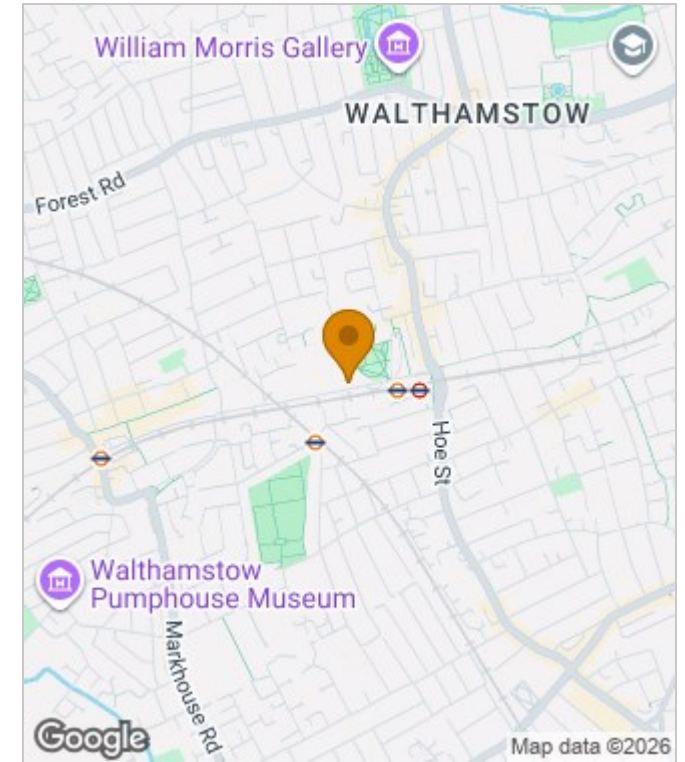 William Morris Gallery
WALTHAMSTOW
Forest Rd
Hoe St
Walthamstow
Pumphouse Museum
Markhouse Rd
Google
Map data ©2026